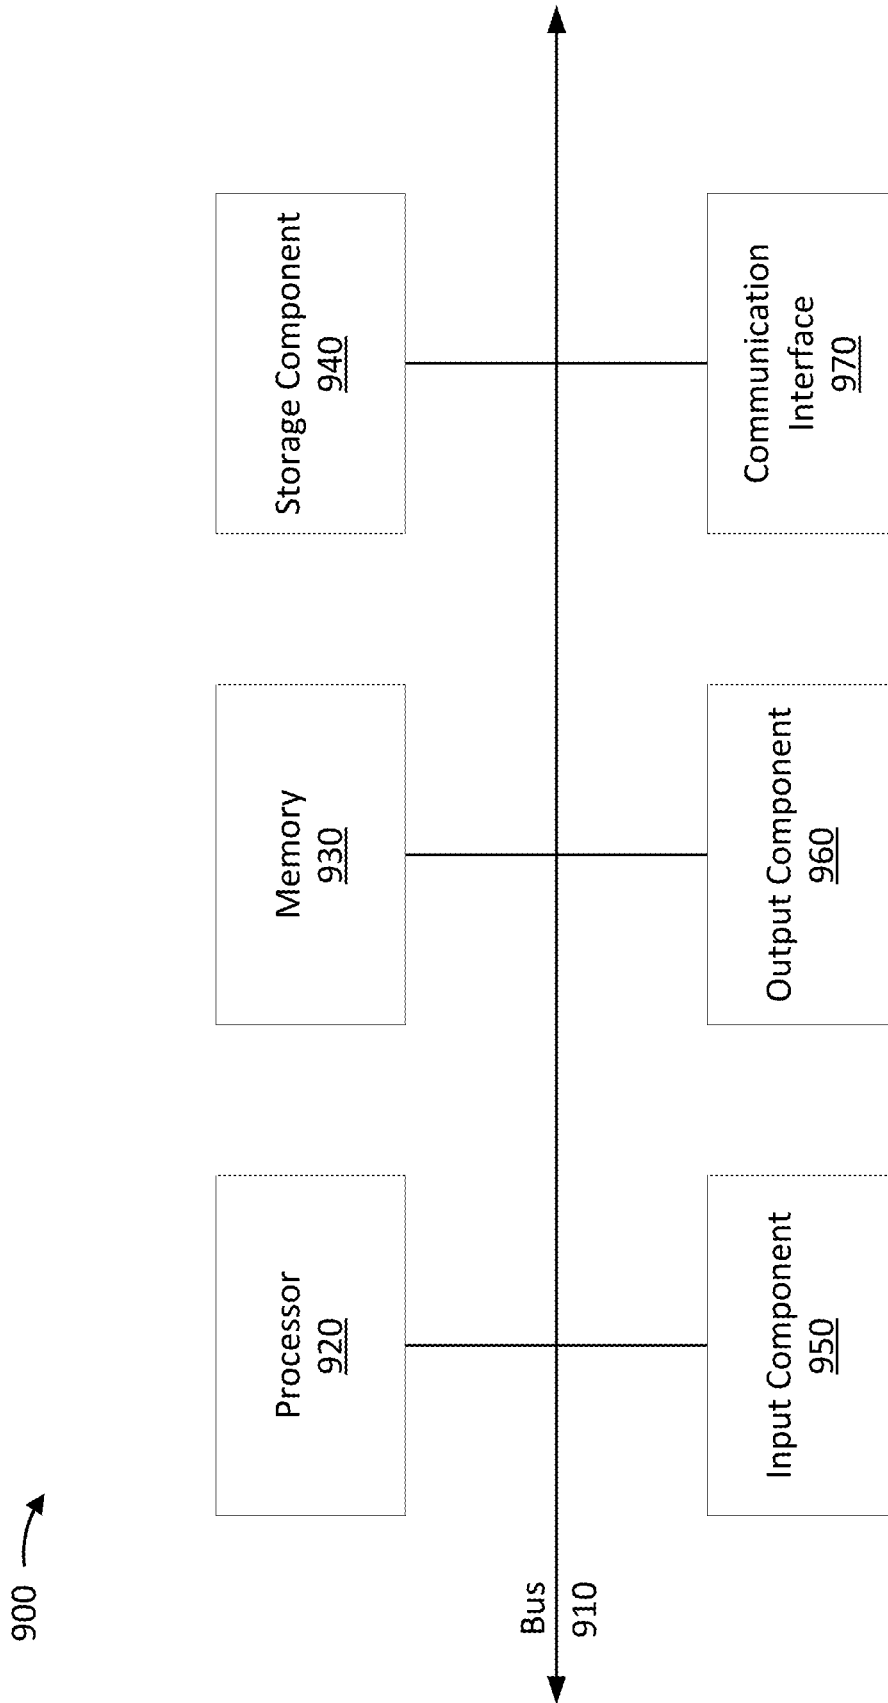 900
Processor
920
Memory
930
Storage Component
940
Bus
910
Input Component
950
Output Component
960
Communication
Interface
970